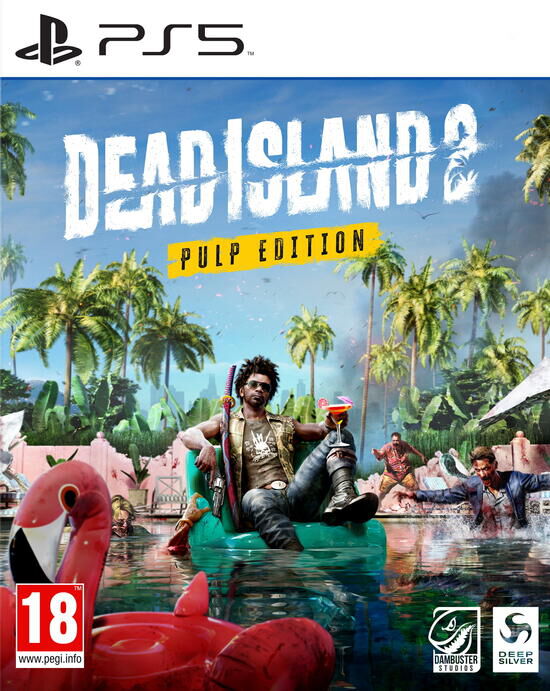 PS5
DEAD ISLAND 2
PULP EDITION
18
www.pegi.info
DAMBUSTER
STUDIOS
DEEP
SILVER